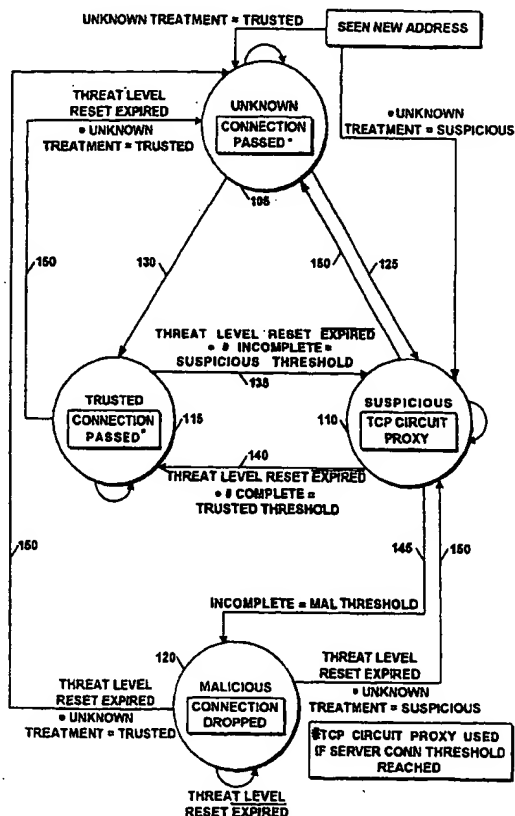 UNKNOWN TREATMENT = TRUSTED
SEEN NEW ADDRESS
THREAT LEVEL
RESET EXPIRED
• UNKNOWN
TREATMENT = TRUSTED
UNKNOWN
CONNECTION
PASSED*
• UNKNOWN
TREATMENT = SUSPICIOUS
105
150
130
150
125
THREAT LEVEL RESET EXPIRED
• # INCOMPLETE =
SUSPICIOUS THRESHOLD
135
TRUSTED
CONNECTION
PASSED*
115
110
SUSPICIOUS
TCP CIRCUIT
PROXY
140
THREAT LEVEL RESET EXPIRED
• # COMPLETE =
TRUSTED THRESHOLD
150
145
150
INCOMPLETE = MAL THRESHOLD
120
THREAT LEVEL
RESET EXPIRED
• UNKNOWN
TREATMENT = TRUSTED
MALICIOUS
CONNECTION
DROPPED
THREAT LEVEL
RESET EXPIRED
• UNKNOWN
TREATMENT = SUSPICIOUS
*TCP CIRCUIT PROXY USED
IF SERVER CONN THRESHOLD
REACHED
THREAT LEVEL
RESET EXPIRED